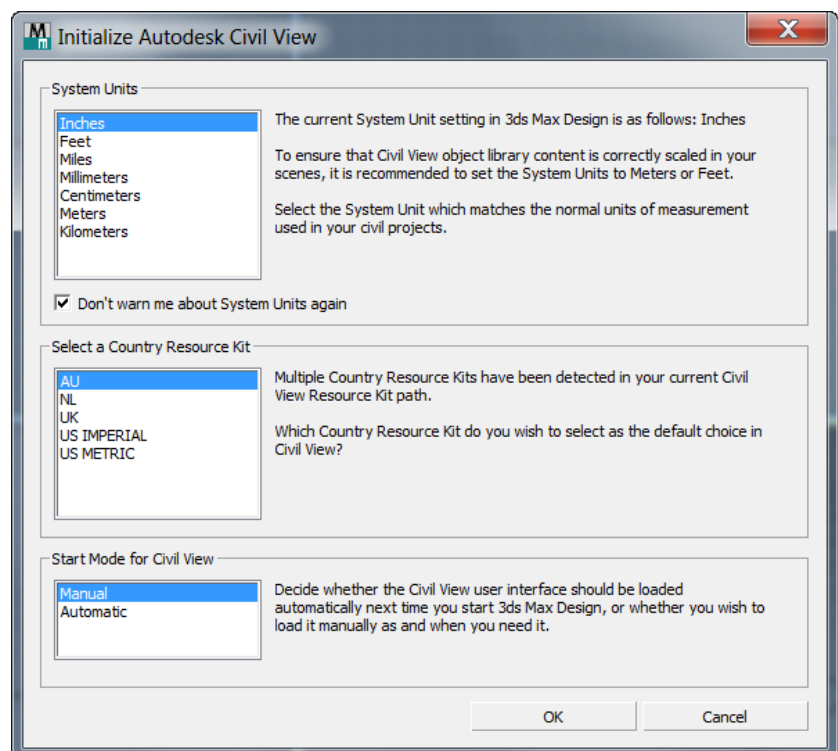 Initialize Autodesk Civil View
System Units
Inches
Feet
Miles
Millimeters
Centimeters
Meters
Kilometers
The current System Unit setting in 3ds Max Design is as follows: Inches
To ensure that Civil View object library content is correctly scaled in your
scenes, it is recommended to set the System Units to Meters or Feet.
Select the System Unit which matches the normal units of measurement
used in your civil projects.
Don't warn me about System Units again
Select a Country Resource Kit
AU
NL
UK
US IMPERIAL
US METRIC
Multiple Country Resource Kits have been detected in your current Civil
View Resource Kit path.
Which Country Resource Kit do you wish to select as the default choice in
Civil View?
Start Mode for Civil View
Manual
Automatic
Decide whether the Civil View user interface should be loaded
automatically next time you start 3ds Max Design, or whether you wish to
load it manually as and when you need it.
OK
Cancel